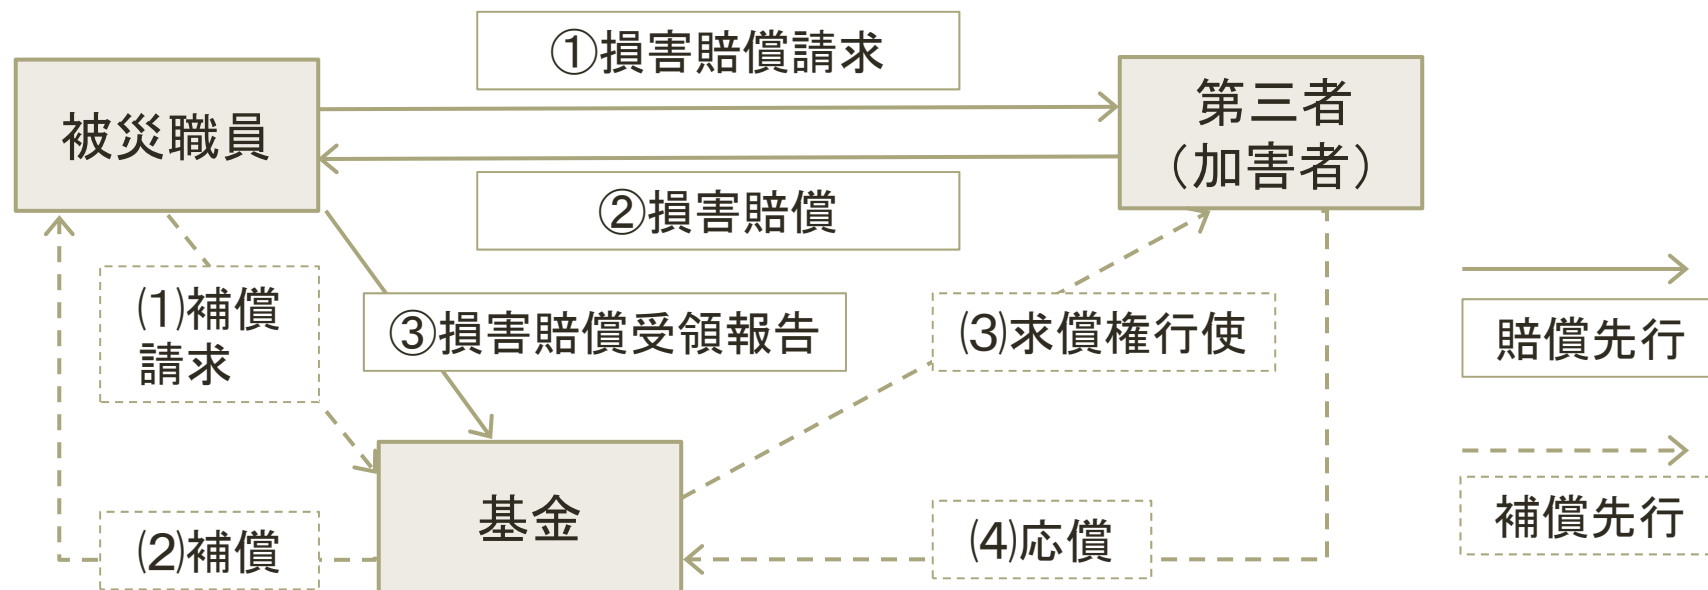 ①損害賠償請求
被災職員
第三者
（加害者）
②損害賠償
⑴補償
請求
③損害賠償受領報告
⑶求償権行使
賠償先行
基金
⑵補償
⑷応償
補償先行